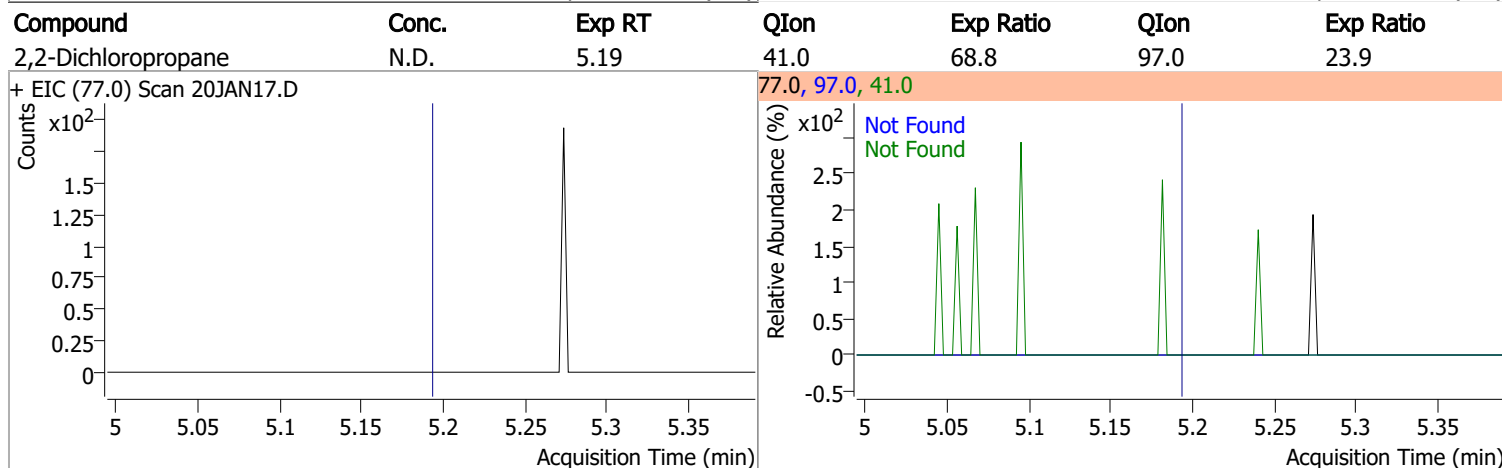 Compound Conc. Exp RT QIon Exp Ratio QIon Exp Ratio
2,2-Dichloropropane N.D. 5.19 41.0 68.8 97.0 23.9
+ EIC (77.0) Scan 20JAN17.D
Counts
x10²
1.5
1.25
1
0.75
0.5
0.25
0
5 5.05 5.1 5.15 5.2 5.25 5.3 5.35
Acquisition Time (min)
77.0, 97.0, 41.0
Relative Abundance (%)
x10²
Not Found
Not Found
2.5
2
1.5
1
0.5
0
-0.5
5 5.05 5.1 5.15 5.2 5.25 5.3 5.35
Acquisition Time (min)